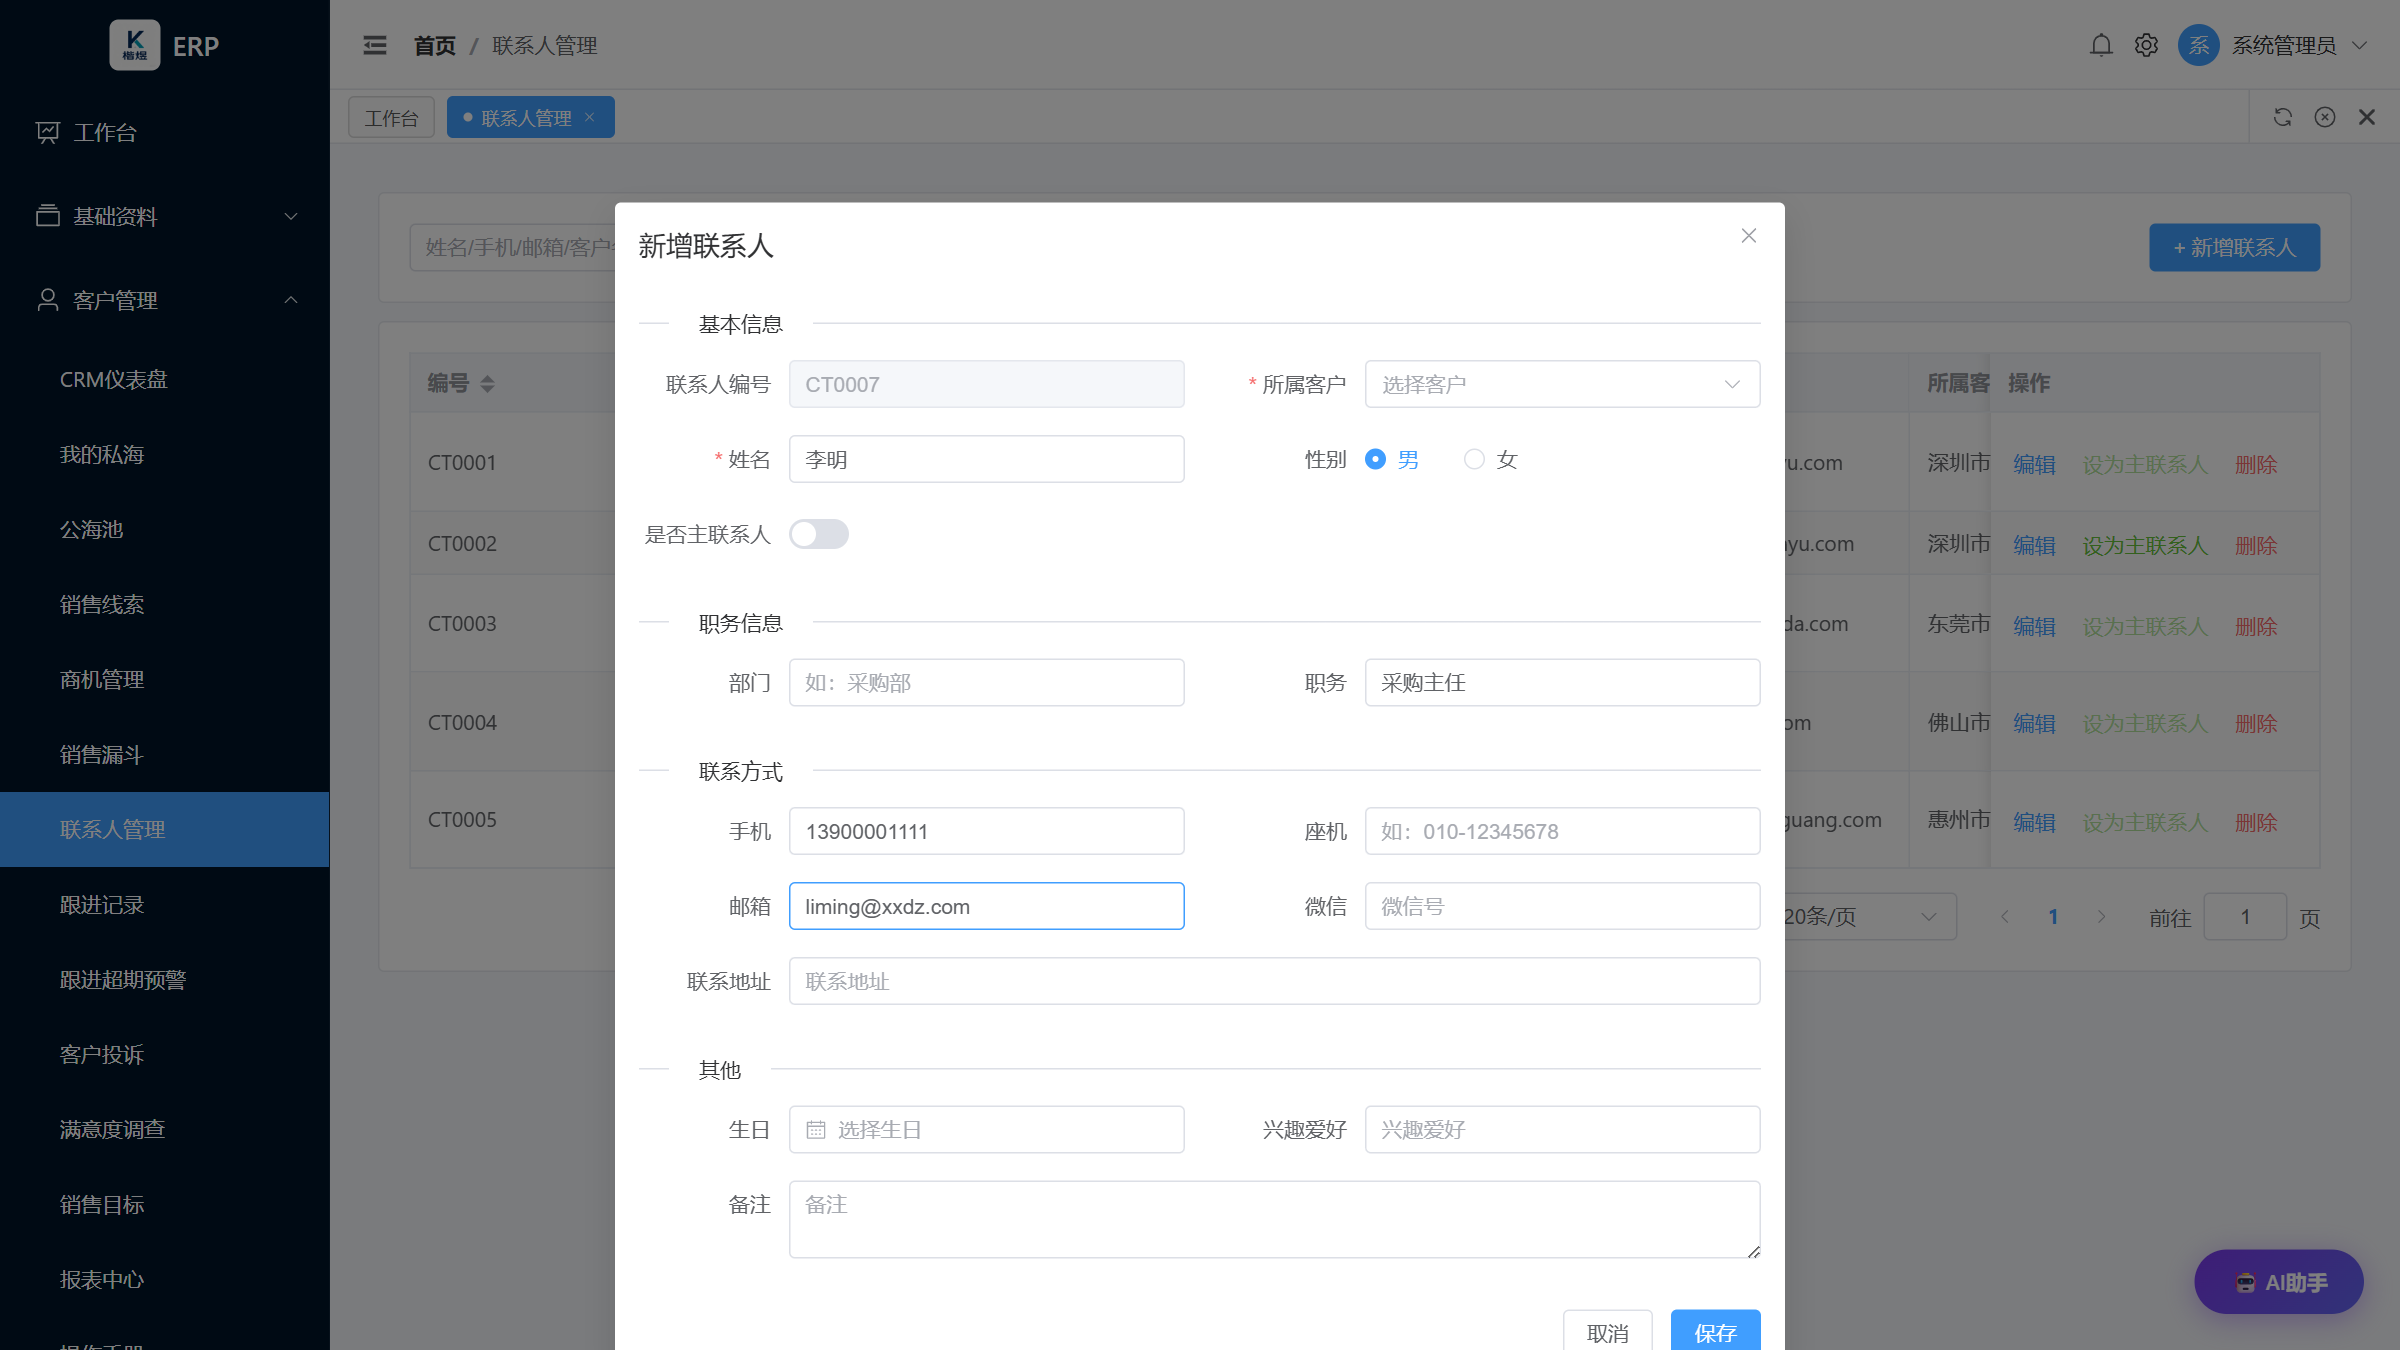 K
楷煜
ERP
首页 / 联系人管理
系
系统管理员
工作台
联系人管理
工作台
基础资料
客户管理
CRM仪表盘
我的私海
公海池
销售线索
商机管理
销售漏斗
联系人管理
跟进记录
跟进超期预警
客户投诉
满意度调查
销售目标
报表中心
姓名/手机/邮箱/客户
+ 新增联系人
编号
所属客
操作
CT0001
u.com
深圳市
编辑
设为主联系人
删除
CT0002
yu.com
深圳市
编辑
设为主联系人
删除
CT0003
da.com
东莞市
编辑
设为主联系人
删除
CT0004
om
佛山市
编辑
设为主联系人
删除
CT0005
guang.com
惠州市
编辑
设为主联系人
删除
20条/页
1
前往
1
页
新增联系人
基本信息
联系人编号
CT0007
* 所属客户
选择客户
* 姓名
李明
性别
男
女
是否主联系人
职务信息
部门
如：采购部
职务
采购主任
联系方式
手机
13900001111
座机
如：010-12345678
邮箱
liming@xxdz.com
微信
微信号
联系地址
联系地址
其他
生日
选择生日
兴趣爱好
兴趣爱好
备注
备注
取消
保存
AI助手